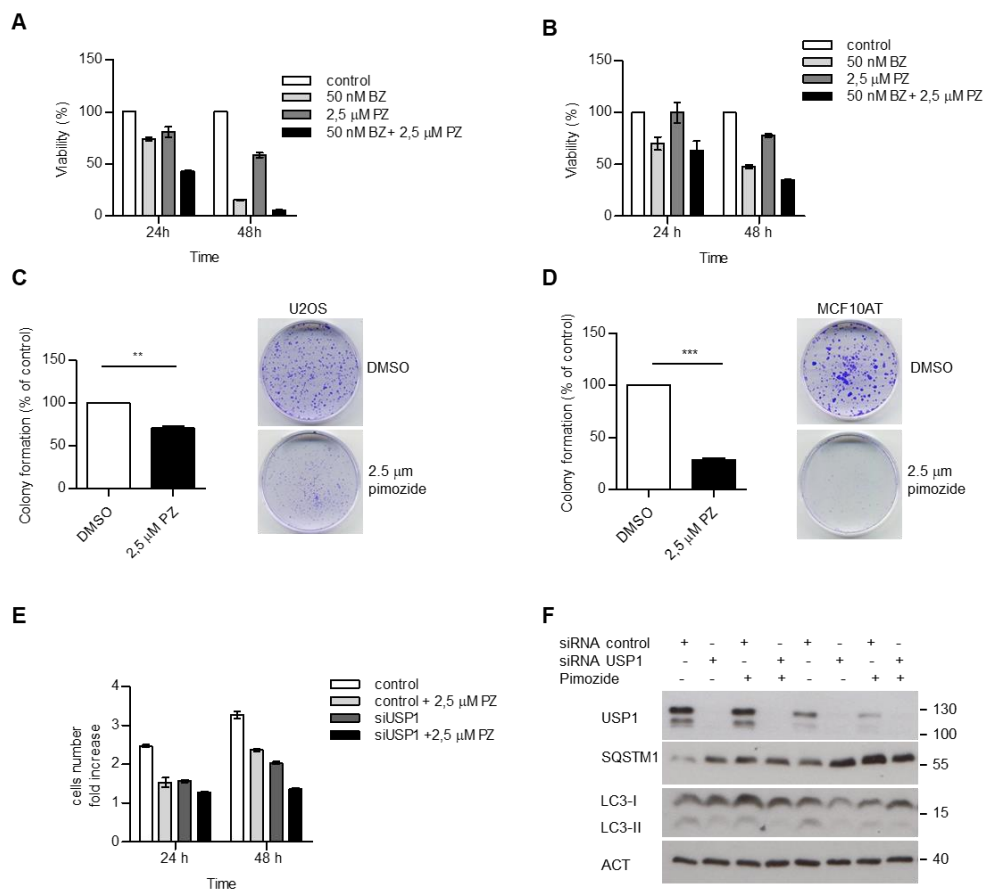 A
150
100
50
0
Viability (%)
24h
48h
Time
control
50 nM BZ
2,5 μM PZ
50 nM BZ+ 2,5 μM PZ
B
150
100
50
0
Viability (%)
24 h
48 h
Time
control
50 nM BZ
2,5 μM PZ
50 nM BZ+ 2,5 μM PZ
C
150
100
50
0
Colony formation (% of control)
**
DMSO
2,5 μM PZ
U2OS
DMSO
2.5 μm
pimozide
D
150
100
50
0
Colony formation (% of control)
***
DMSO
2,5 μM PZ
MCF10AT
DMSO
2.5 μm
pimozide
E
4
3
2
1
0
cells number
fold increase
24 h
48 h
Time
control
control + 2,5 μM PZ
siUSP1
siUSP1 +2,5 μM PZ
F
siRNA control + - + - + - + -
siRNA USP1 - + - + - + - +
Pimozide - - + + - - + +
USP1
- 130
100
SQSTM1
- 55
LC3-I
15
LC3-II
ACT
- 40